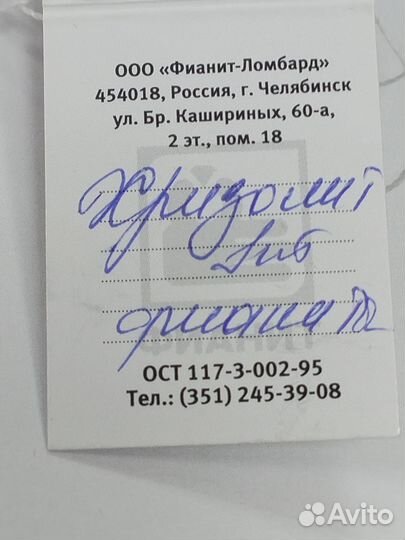 ООО «Фианит-Ломбард»
454018, Россия, г. Челябинск
ул. Бр. Кашириных, 60-а,
2 эт., пом. 18
Хризолит
фианиты
ФИАНИТ
ОСТ 117-3-002-95
Тел.: (351) 245-39-08
Avito